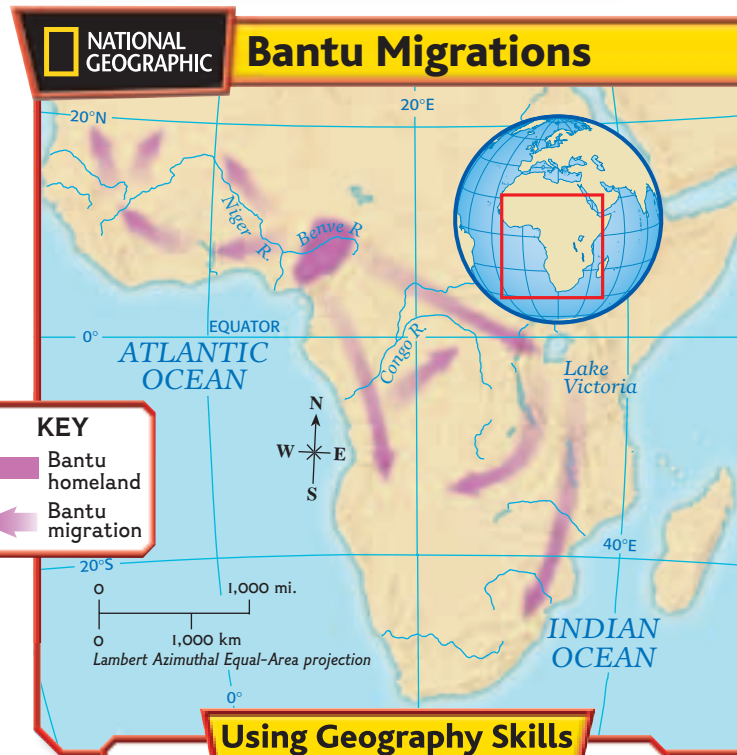 NATIONAL
GEOGRAPHIC
Bantu Migrations
20°N
20°E
Niger R.
Benve R
EQUATOR
0°
ATLANTIC
OCEAN
Congo R.
Lake
Victoria
KEY
Bantu
homeland
Bantu
migration
N
W E
S
40°E
20°S
0 1,000 mi.
0 1,000 km
Lambert Azimuthal Equal-Area projection
INDIAN
OCEAN
0°
Using Geography Skills